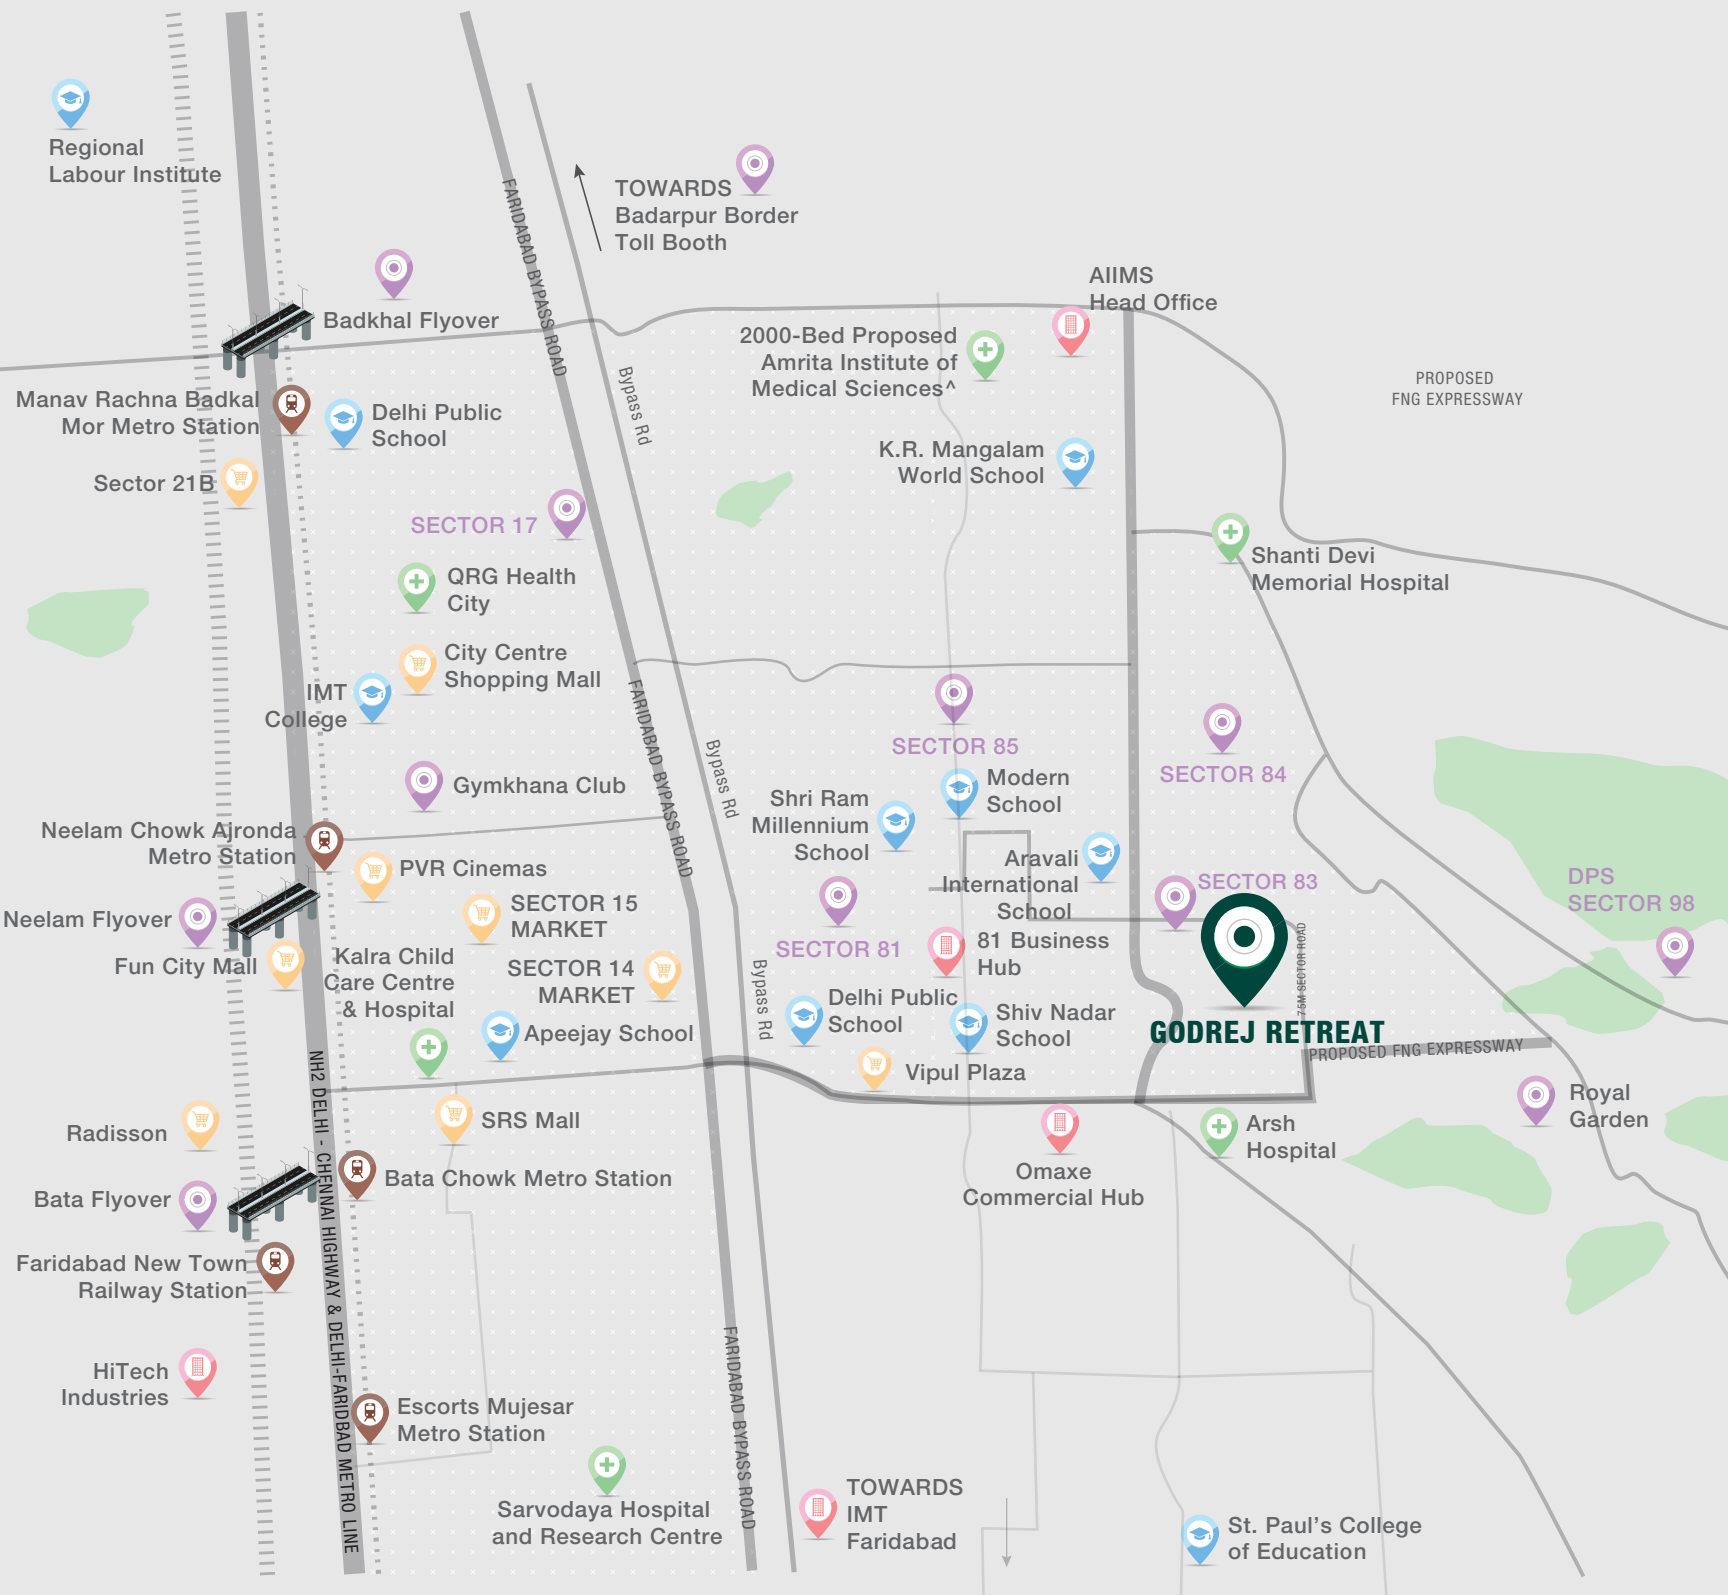 Regional
Labour Institute
TOWARDS
Badarpur Border
Toll Booth
FARIDABAD BYPASS ROAD
AIIMS
Head Office
Badkhal Flyover
2000-Bed Proposed
Amrita Institute of
Medical Sciences^
PROPOSED
FNG EXPRESSWAY
Bypass Rd
Manav Rachna Badkal
Mor Metro Station
Delhi Public
School
K.R. Mangalam
World School
Sector 21B
SECTOR 17
Shanti Devi
Memorial Hospital
QRG Health
City
City Centre
Shopping Mall
IMT
College
FARIDABAD BYPASS ROAD
Bypass Rd
SECTOR 85
SECTOR 84
Gymkhana Club
Modern
School
Shri Ram
Millennium
School
Neelam Chowk Ajronda
Metro Station
PVR Cinemas
Aravali
International
School
SECTOR 83
DPS
SECTOR 98
Neelam Flyover
SECTOR 15
MARKET
SECTOR 81
81 Business
Hub
Fun City Mall
Kalra Child
Care Centre
& Hospital
SECTOR 14
MARKET
Bypass Rd
75M SECTOR ROAD
Delhi Public
School
Shiv Nadar
School
Apeejay School
GODREJ RETREAT
PROPOSED FNG EXPRESSWAY
Vipul Plaza
NH2 DELHI - CHENNAI HIGHWAY & DELHI-FARIDBAD METRO LINE
Royal
Garden
SRS Mall
Radisson
Arsh
Hospital
Omaxe
Commercial Hub
Bata Chowk Metro Station
Bata Flyover
Faridabad New Town
Railway Station
HiTech
Industries
FARIDABAD BYPASS ROAD
Escorts Mujesar
Metro Station
Sarvodaya Hospital
and Research Centre
TOWARDS
IMT
Faridabad
St. Paul's College
of Education